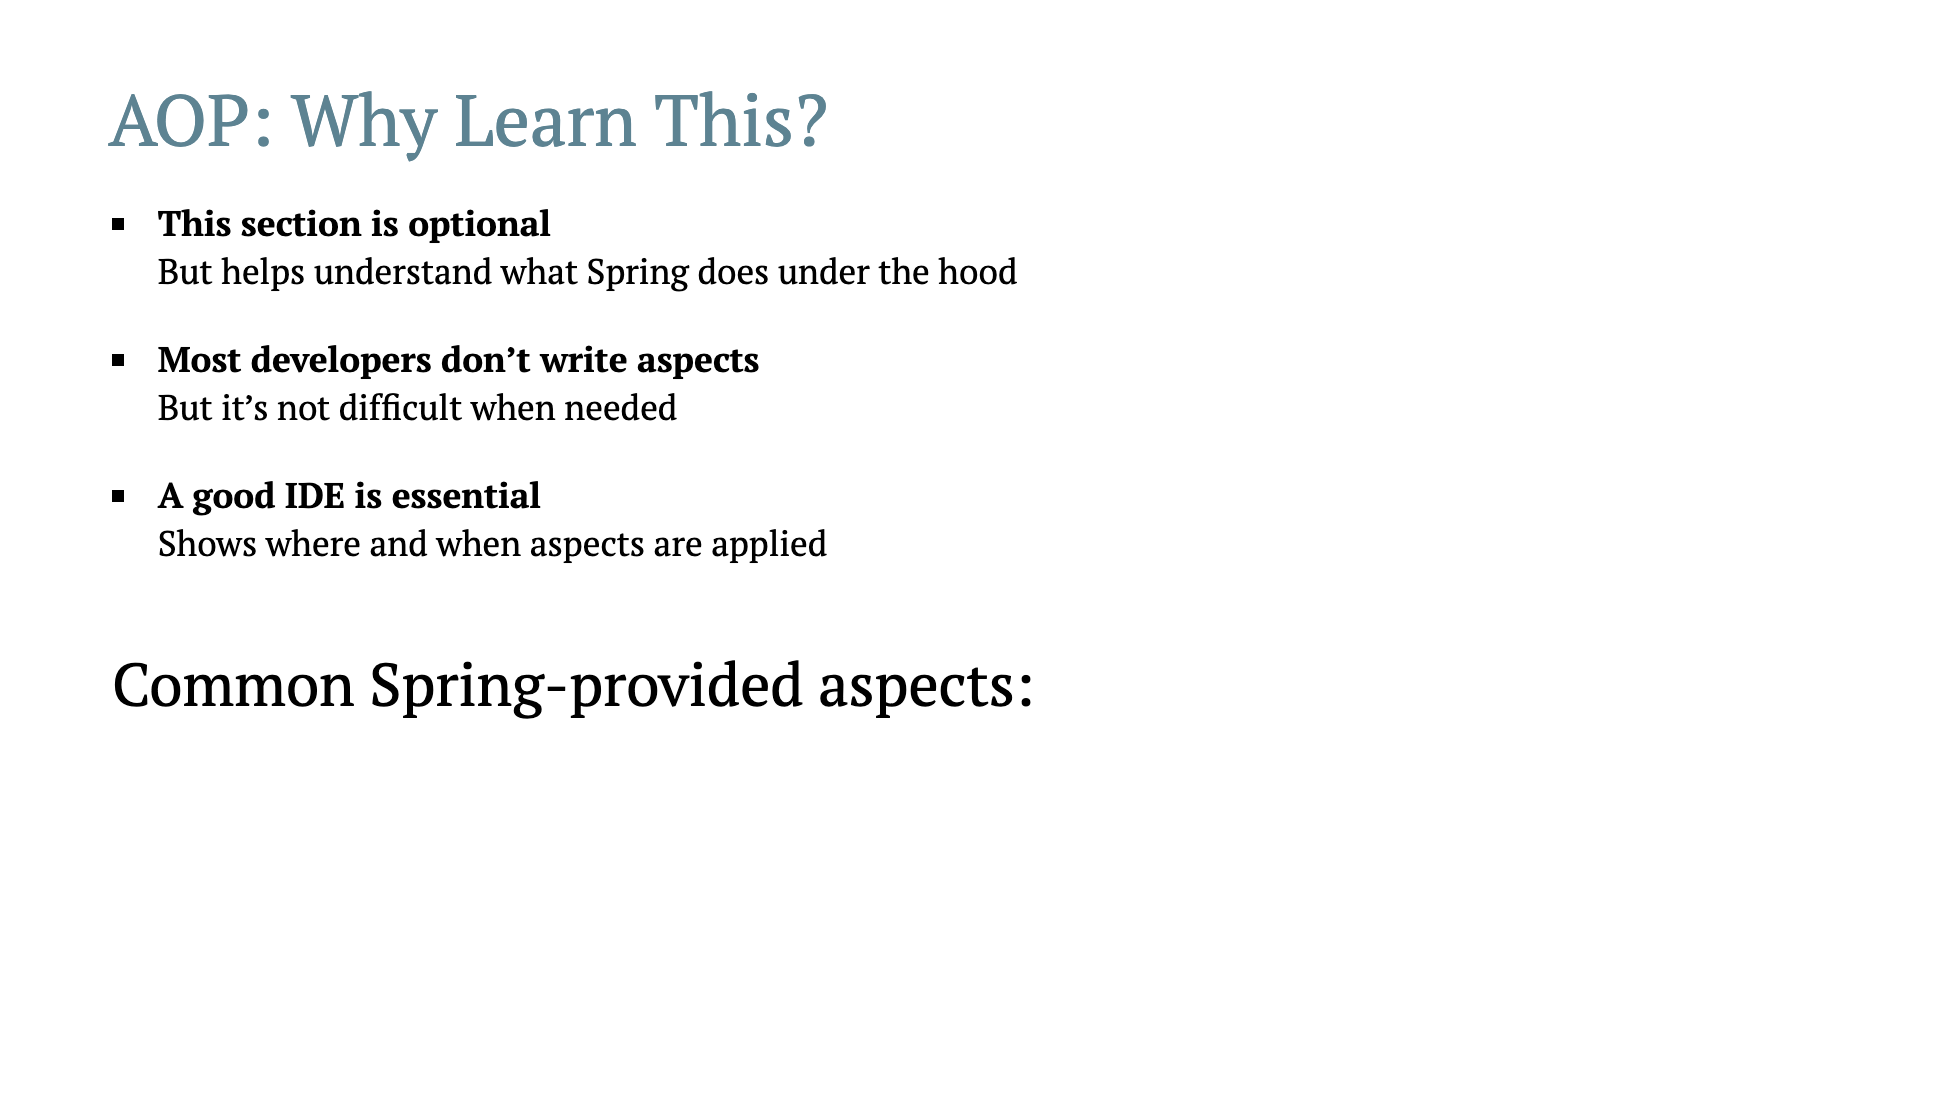 AOP: Why Learn This?
▪ This section is optional
But helps understand what Spring does under the hood
▪ Most developers don’t write aspects
But it’s not difficult when needed
▪ A good IDE is essential
Shows where and when aspects are applied
Common Spring-provided aspects: